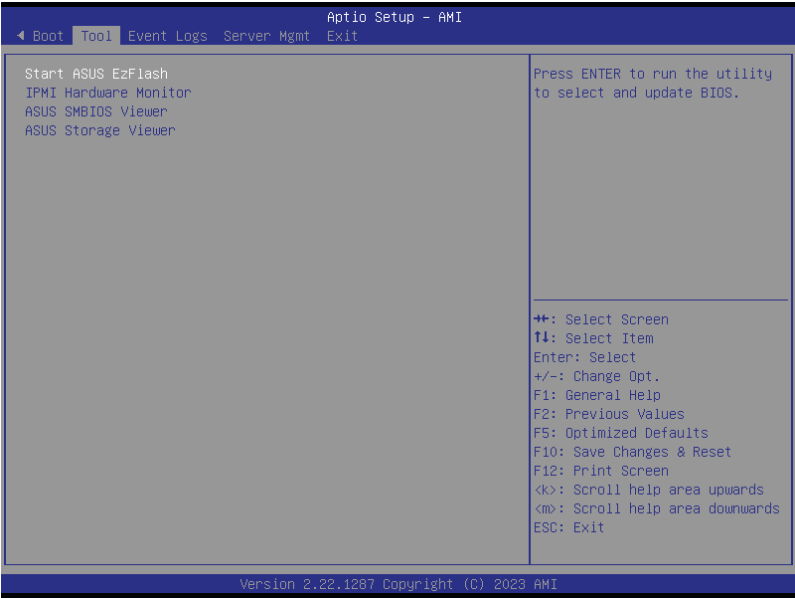 Aptio Setup – AMI
◄ Boot Tool Event Logs Server Mgmt Exit
Start ASUS EzFlash
IPMI Hardware Monitor
ASUS SMBIOS Viewer
ASUS Storage Viewer
Press ENTER to run the utility
to select and update BIOS.
→←: Select Screen
↑↓: Select Item
Enter: Select
+/-: Change Opt.
F1: General Help
F2: Previous Values
F5: Optimized Defaults
F10: Save Changes & Reset
F12: Print Screen
<k>: Scroll help area upwards
<m>: Scroll help area downwards
ESC: Exit
Version 2.22.1287 Copyright (C) 2023 AMI